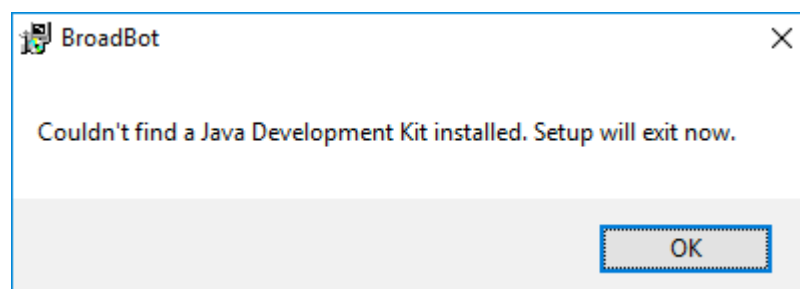 BroadBot
Couldn't find a Java Development Kit installed. Setup will exit now.
OK